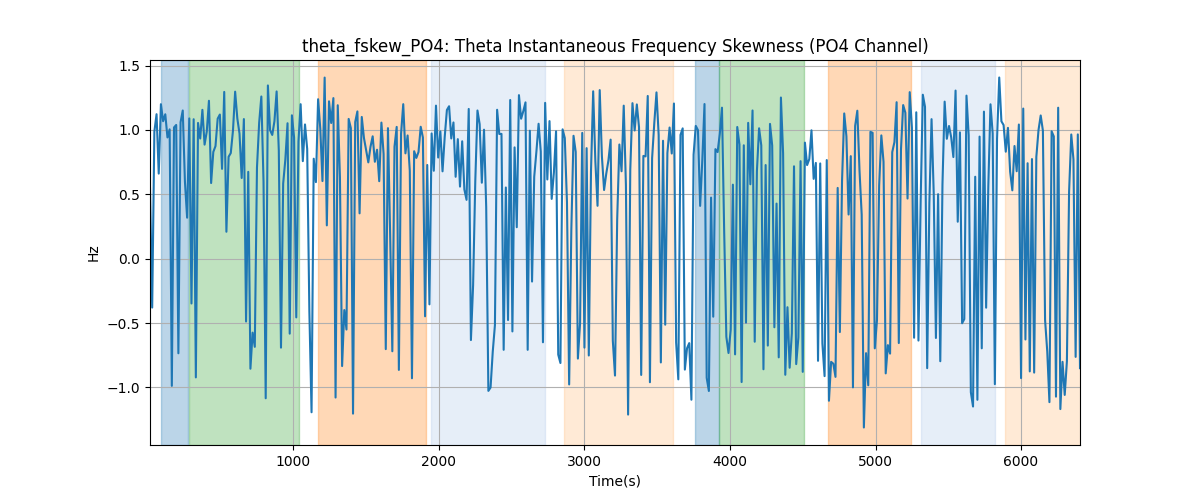 theta_fskew_PO4: Theta Instantaneous Frequency Skewness (PO4 Channel)
1.5
1.0
0.5
0.0
−0.5
−1.0
Hz
1000 2000 3000 4000 5000 6000
Time(s)